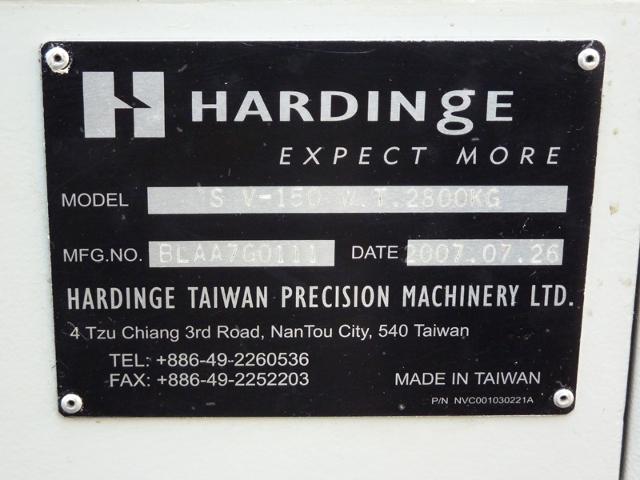 H HARDINGE
EXPECT MORE
MODEL S V-150 W.T.2800KG
MFG.NO. BLAA7G0111 DATE 2007.07.26
HARDINGE TAIWAN PRECISION MACHINERY LTD.
4 Tzu Chiang 3rd Road, NanTou City, 540 Taiwan
TEL: +886-49-2260536
FAX: +886-49-2252203
MADE IN TAIWAN
P/N NVC001030221A